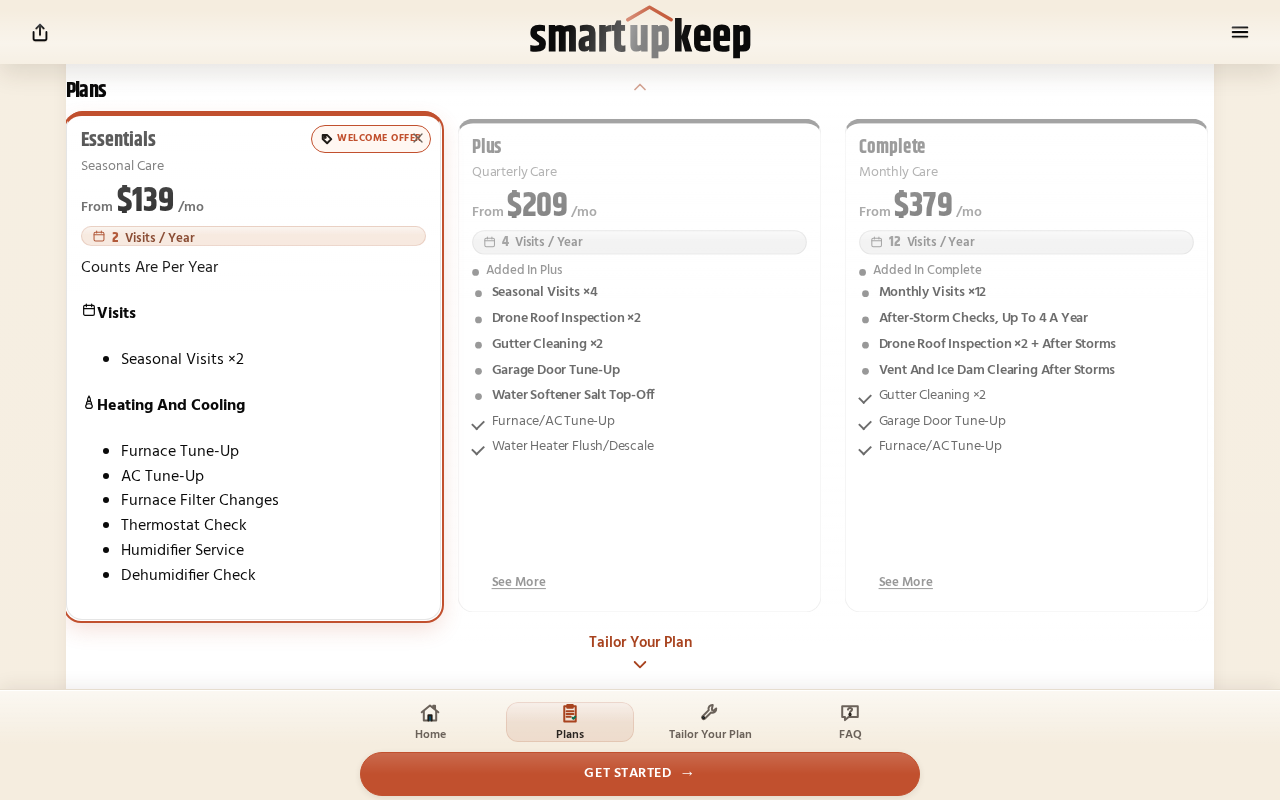 smartupkeep
Plans
Essentials
WELCOME OFFER
Seasonal Care
From $139 /mo
2 Visits / Year
Counts Are Per Year
Visits
Seasonal Visits ×2
Heating And Cooling
Furnace Tune-Up
AC Tune-Up
Furnace Filter Changes
Thermostat Check
Humidifier Service
Dehumidifier Check
Plus
Quarterly Care
From $209 /mo
4 Visits / Year
Added In Plus
Seasonal Visits ×4
Drone Roof Inspection ×2
Gutter Cleaning ×2
Garage Door Tune-Up
Water Softener Salt Top-Off
Furnace/AC Tune-Up
Water Heater Flush/Descale
See More
Complete
Monthly Care
From $379 /mo
12 Visits / Year
Added In Complete
Monthly Visits ×12
After-Storm Checks, Up To 4 A Year
Drone Roof Inspection ×2 + After Storms
Vent And Ice Dam Clearing After Storms
Gutter Cleaning ×2
Garage Door Tune-Up
Furnace/AC Tune-Up
See More
Tailor Your Plan
Home
Plans
Tailor Your Plan
FAQ
GET STARTED →